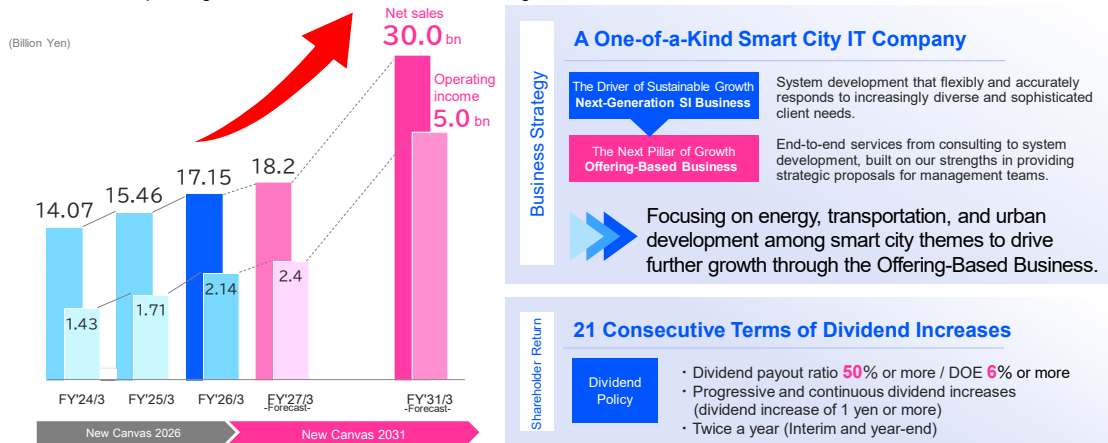 (Billion Yen)
Net sales
30.0 bn
Operating
income
5.0 bn
14.07
15.46
17.15
18.2
1.43
1.71
2.14
2.4
FY'24/3
FY'25/3
FY'26/3
FY'27/3
-Forecast-
FY'31/3
-Forecast-
New Canvas 2026
New Canvas 2031
Business Strategy
A One-of-a-Kind Smart City IT Company
The Driver of Sustainable Growth
Next-Generation SI Business
System development that flexibly and accurately
responds to increasingly diverse and sophisticated
client needs.
The Next Pillar of Growth
Offering-Based Business
End-to-end services from consulting to system
development, built on our strengths in providing
strategic proposals for management teams.
Focusing on energy, transportation, and urban
development among smart city themes to drive
further growth through the Offering-Based Business.
Shareholder Return
21 Consecutive Terms of Dividend Increases
Dividend
Policy
・Dividend payout ratio 50% or more / DOE 6% or more
・Progressive and continuous dividend increases
(dividend increase of 1 yen or more)
・Twice a year (Interim and year-end)